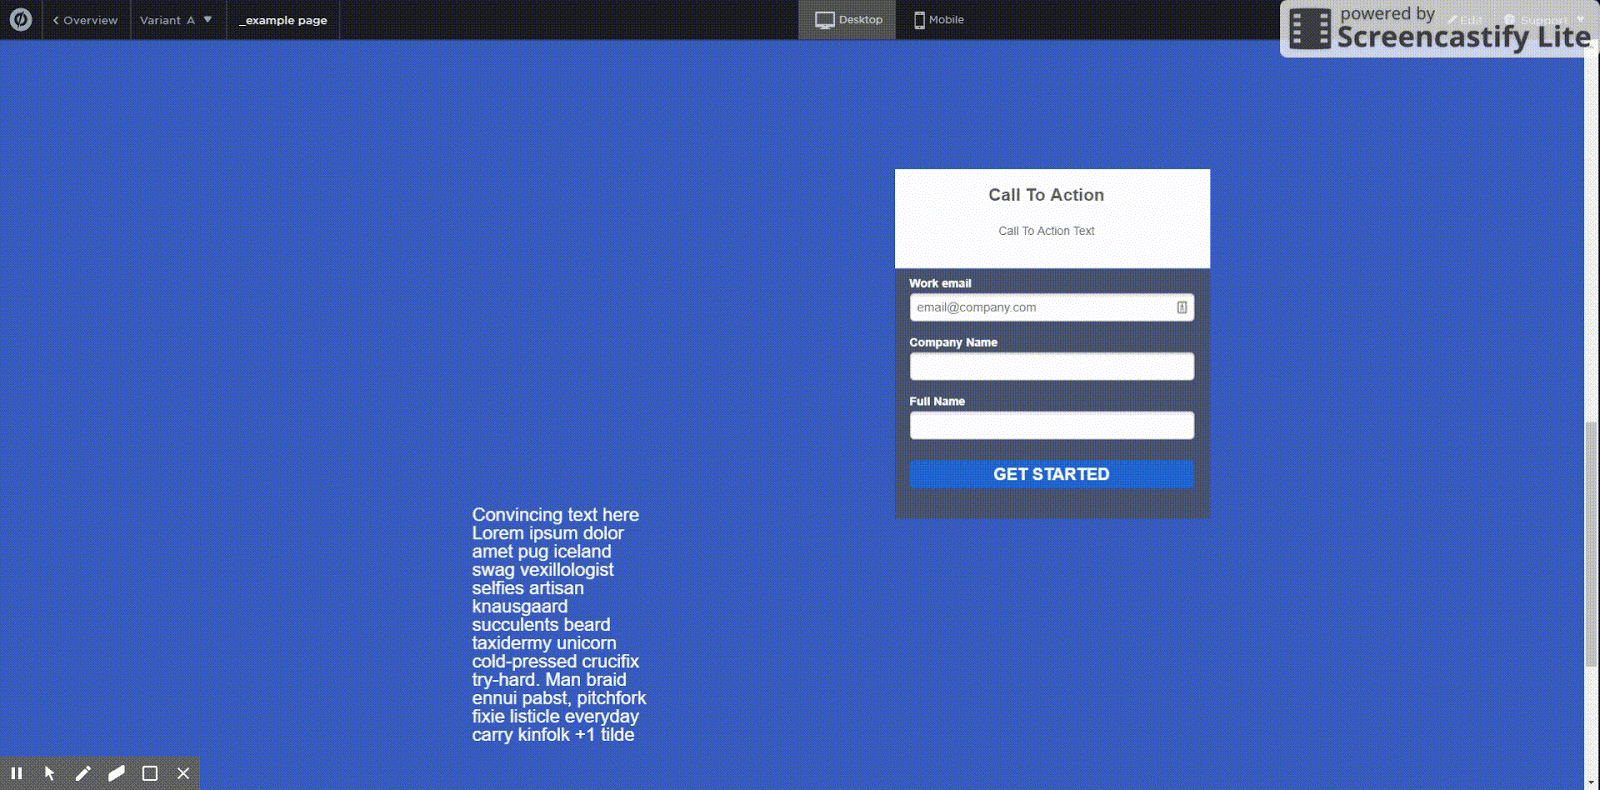 Overview
Variant A
_example page
Desktop
Mobile
Edit
Support
powered by
Screencastify Lite
Call To Action
Call To Action Text
Work email
email@company.com
Company Name
Full Name
GET STARTED
Convincing text here
Lorem ipsum dolor
amet pug iceland
swag vexillologist
selfies artisan
knausgaard
succulents beard
taxidermy unicorn
cold-pressed crucifix
try-hard. Man braid
ennui pabst, pitchfork
fixie listicle everyday
carry kinfolk +1 tilde